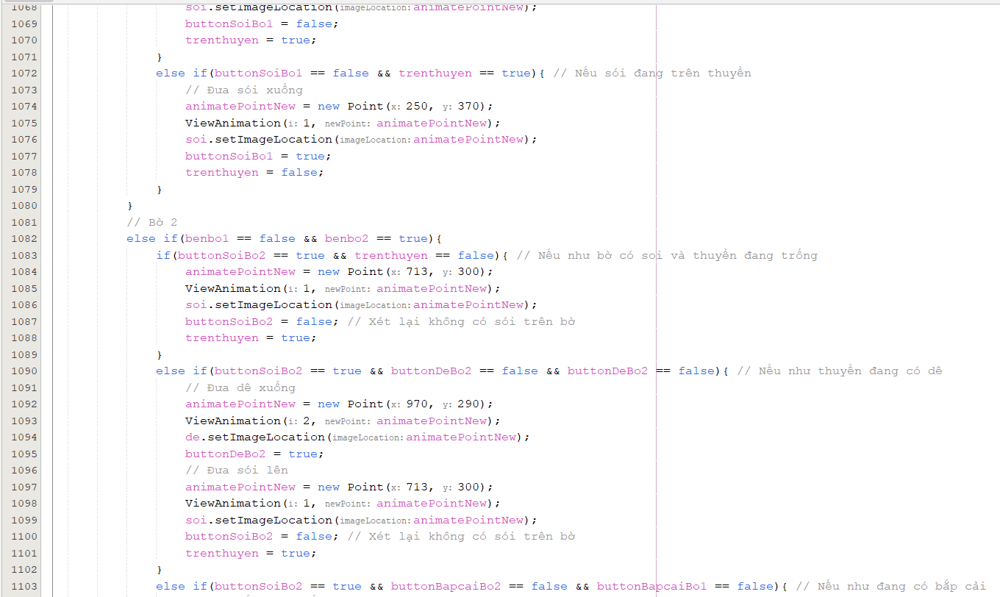 1068 soi.setImageLocation(imageLocation: animatePointNew);
1069 buttonSoiBo1 = false;
1070 trenthuyen = true;
1071 }
1072 else if(buttonSoiBo1 == false && trenthuyen == true){ // Nếu sói đang trên thuyền
1073 // Đưa sói xuống
1074 animatePointNew = new Point(x: 250, y: 370);
1075 ViewAnimation(i: 1, newPoint: animatePointNew);
1076 soi.setImageLocation(imageLocation: animatePointNew);
1077 buttonSoiBo1 = true;
1078 trenthuyen = false;
1079 }
1080 }
1081 // Bờ 2
1082 else if(benbo1 == false && benbo2 == true){
1083 if(buttonSoiBo2 == true && trenthuyen == false){ // Nếu như bờ có soi và thuyền đang trống
1084 animatePointNew = new Point(x: 713, y: 300);
1085 ViewAnimation(i: 1, newPoint: animatePointNew);
1086 soi.setImageLocation(imageLocation: animatePointNew);
1087 buttonSoiBo2 = false; // Xét lại không có sói trên bờ
1088 trenthuyen = true;
1089 }
1090 else if(buttonSoiBo2 == true && buttonDeBo2 == false && buttonDeBo2 == false){ // Nếu như thuyền đang có dê
1091 // Đưa dê xuống
1092 animatePointNew = new Point(x: 970, y: 290);
1093 ViewAnimation(i: 2, newPoint: animatePointNew);
1094 de.setImageLocation(imageLocation: animatePointNew);
1095 buttonDeBo2 = true;
1096 // Đưa sói lên
1097 animatePointNew = new Point(x: 713, y: 300);
1098 ViewAnimation(i: 1, newPoint: animatePointNew);
1099 soi.setImageLocation(imageLocation: animatePointNew);
1100 buttonSoiBo2 = false; // Xét lại không có sói trên bờ
1101 trenthuyen = true;
1102 }
1103 else if(buttonSoiBo2 == true && buttonBapcaiBo2 == false && buttonBapcaiBo1 == false){ // Nếu như đang có bắp cải